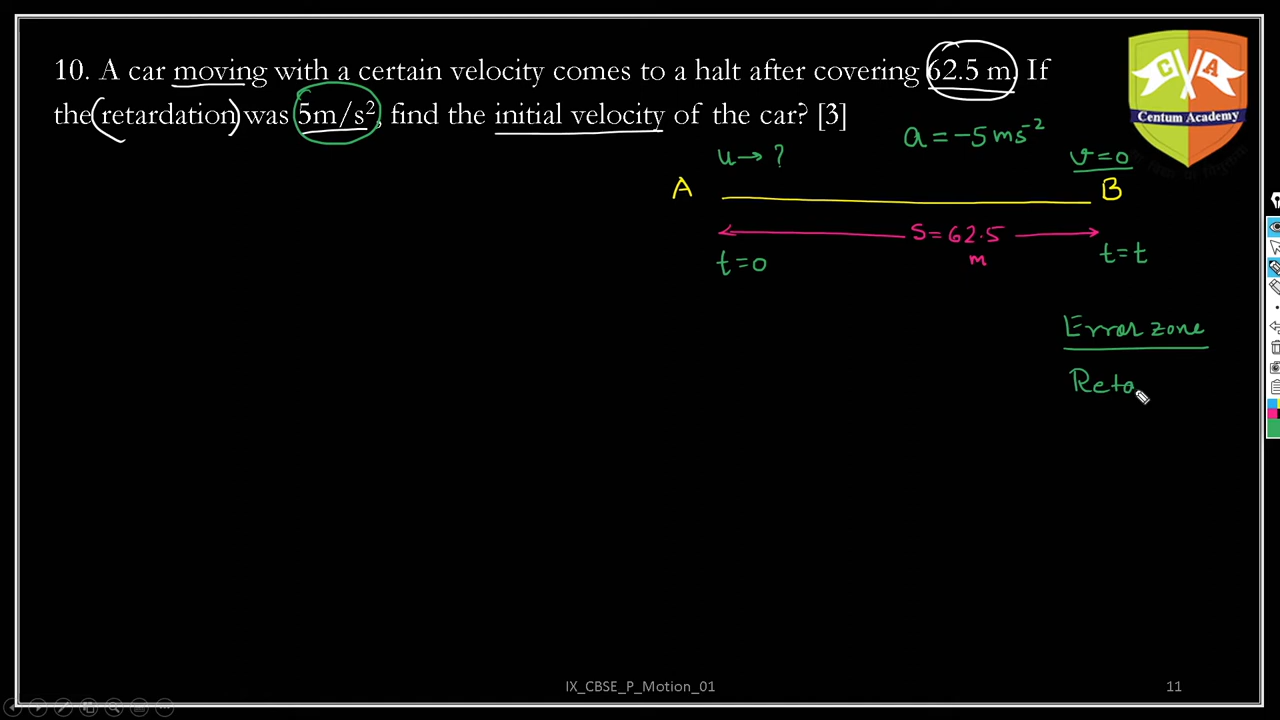 10. A car moving with a certain velocity comes to a halt after covering 62.5 m. If
the retardation was 5m/s², find the initial velocity of the car? [3]
C A
Centum Academy
a = -5 ms⁻²
u → ?
v = 0
A
B
S = 62.5
m
t = 0
t = t
Error zone
Reta
IX_CBSE_P_Motion_01
11